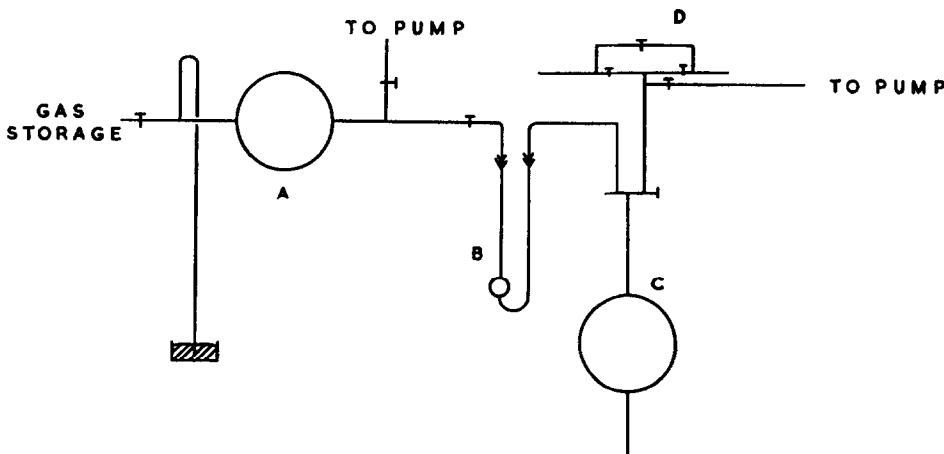 TO PUMP
D
TO PUMP
GAS
STORAGE
A
B
C